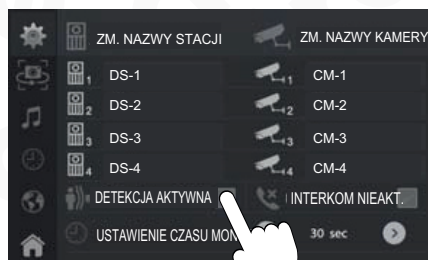 ZM. NAZWY STACJI ZM. NAZWY KAMERY
1 DS-1 1 CM-1
2 DS-2 2 CM-2
3 DS-3 3 CM-3
4 DS-4 4 CM-4
DETEKCJA AKTYWNA INTERKOM NIEAKT.
USTAWIENIE CZASU MON 30 sec